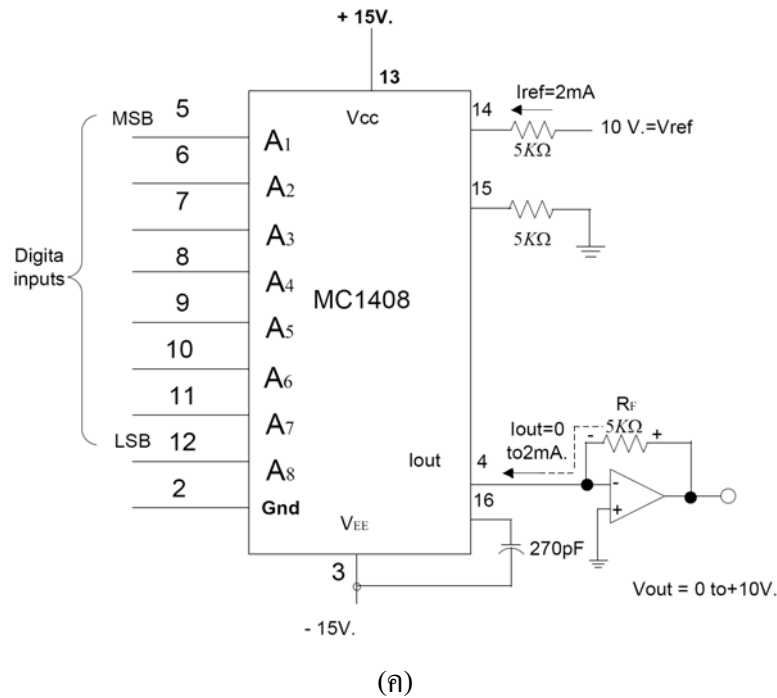 + 15V.
13
Vcc
Iref=2mA
14
10 V.=Vref
5KΩ
15
5KΩ
MSB
5
A1
6
A2
7
A3
Digita
inputs
8
A4
9
A5
10
A6
11
A7
LSB
12
A8
2
Gnd
MC1408
Iout
Iout=0
to2mA.
4
RF
5KΩ
-
+
-
+
16
270pF
VEE
3
- 15V.
Vout = 0 to+10V.
(ค)